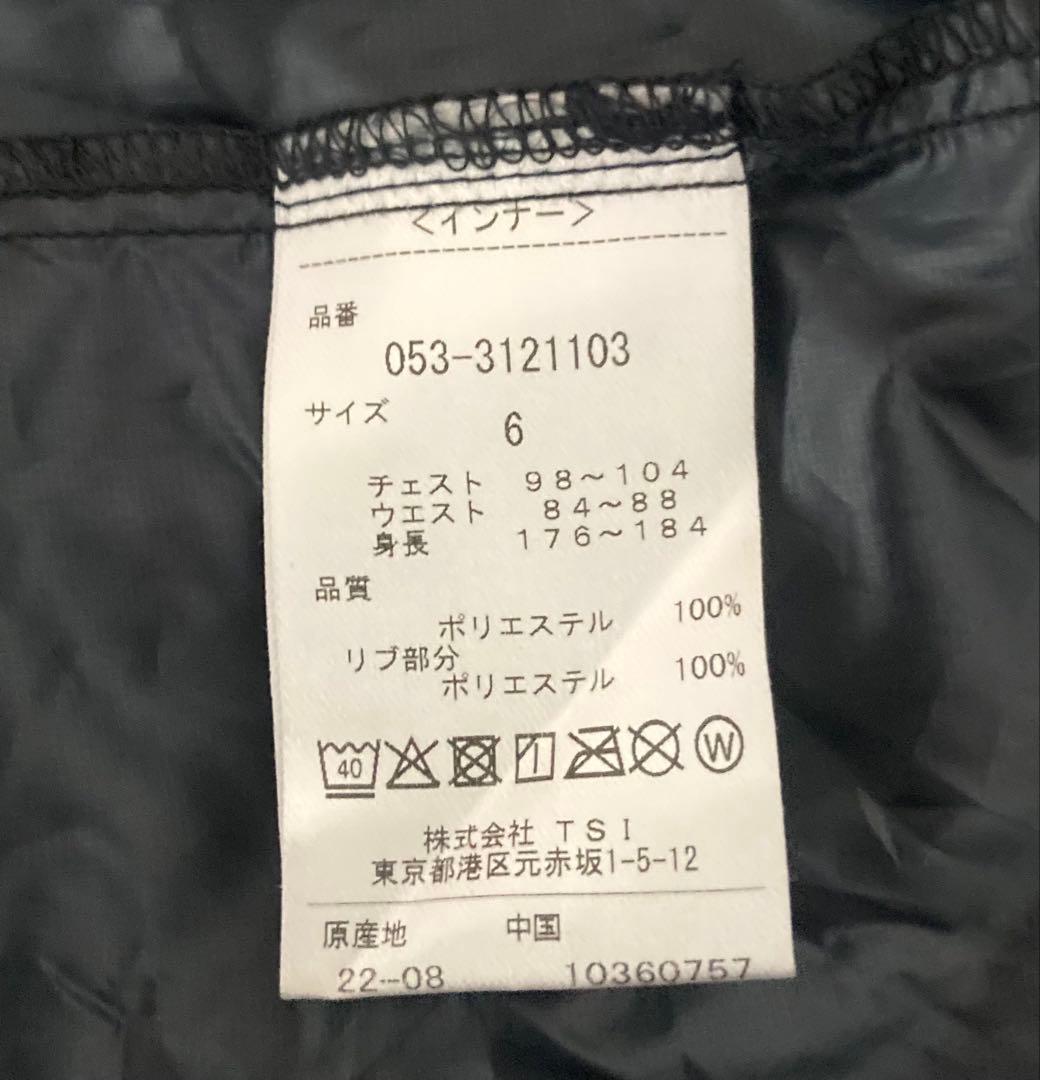 <インナー>
品番
053-3121103
サイズ
6
チェスト 98～104
ウエスト 84～88
身長 176～184
品質
ポリエステル 100%
リブ部分
ポリエステル 100%
40 W
株式会社 TSI
東京都港区元赤坂1-5-12
原産地 中国
22--08 10360757